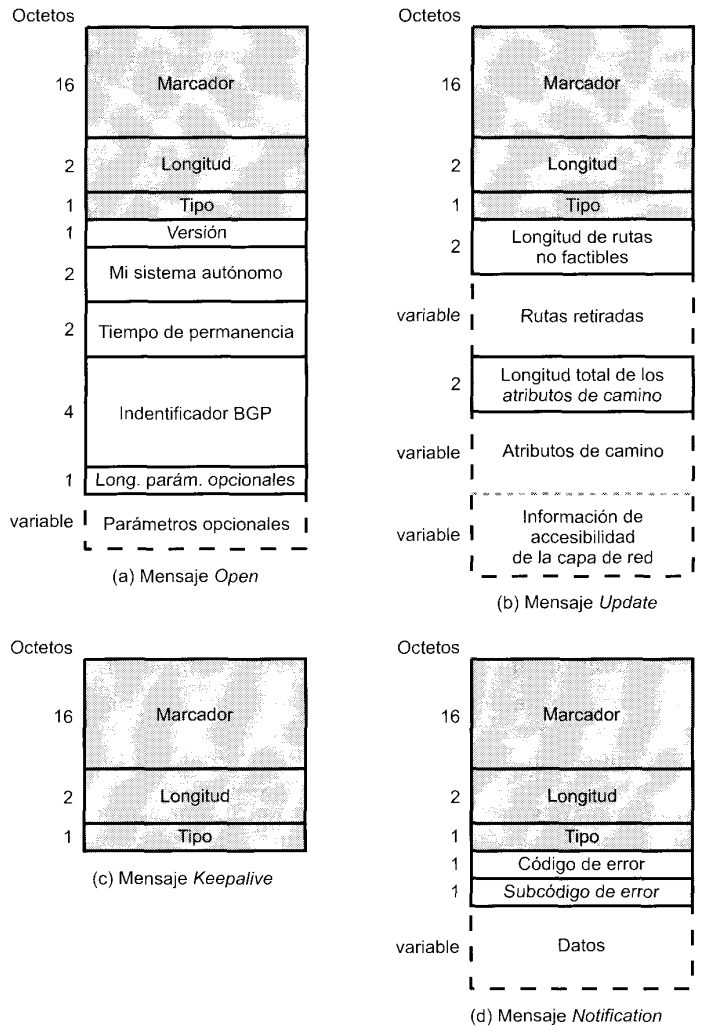 Octetos
16 Marcador
2 Longitud
1 Tipo
1 Versión
2 Mi sistema autónomo
2 Tiempo de permanencia
4 Indentificador BGP
1 Long. parám. opcionales
variable Parámetros opcionales
(a) Mensaje Open
Octetos
16 Marcador
2 Longitud
1 Tipo
2 Longitud de rutas
no factibles
variable Rutas retiradas
2 Longitud total de los
atributos de camino
variable Atributos de camino
variable Información de
accesibilidad
de la capa de red
(b) Mensaje Update
Octetos
16 Marcador
2 Longitud
1 Tipo
(c) Mensaje Keepalive
Octetos
16 Marcador
2 Longitud
1 Tipo
1 Código de error
1 Subcódigo de error
variable Datos
(d) Mensaje Notification